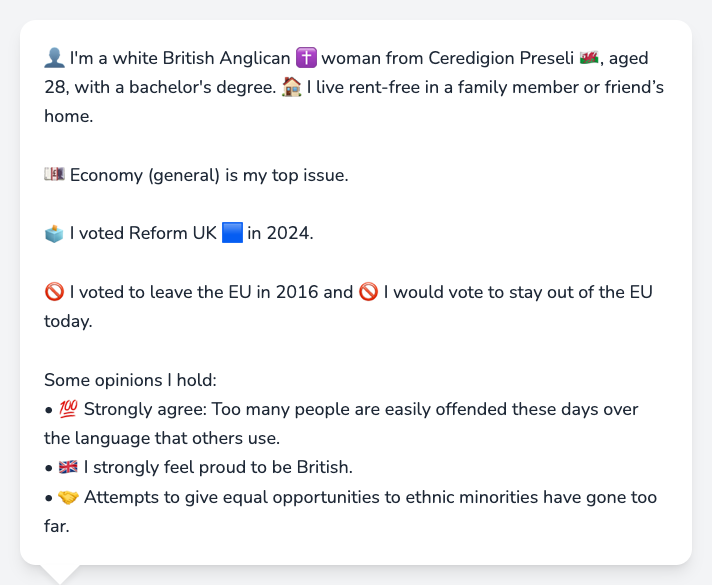 👤 I'm a white British Anglican ✝️ woman from Ceredigion Preseli 🏴󠁧󠁢󠁷󠁬󠁳󠁿, aged
28, with a bachelor's degree. 🏠 I live rent-free in a family member or friend’s
home.
💷 Economy (general) is my top issue.
🗳️ I voted Reform UK 🟦 in 2024.
🚫 I voted to leave the EU in 2016 and 🚫 I would vote to stay out of the EU
today.
Some opinions I hold:
• 💯 Strongly agree: Too many people are easily offended these days over
the language that others use.
• 🇬🇧 I strongly feel proud to be British.
• 🤝 Attempts to give equal opportunities to ethnic minorities have gone too
far.